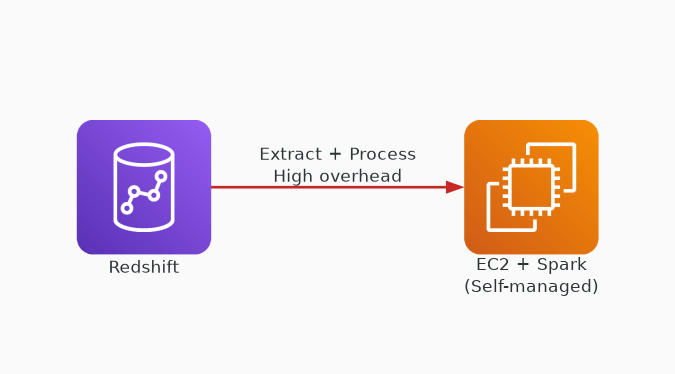 Extract + Process
High overhead
Redshift
EC2 + Spark
(Self-managed)